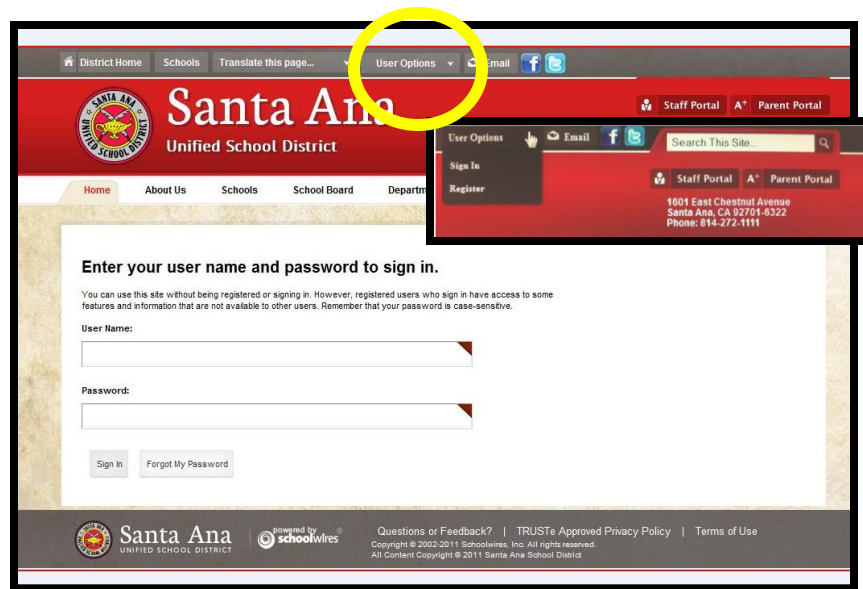 District Home Schools Translate this page... User Options Email
SANTA ANA
UNIFIED SCHOOL DISTRICT
Santa Ana
Unified School District
Staff Portal A+ Parent Portal
Home About Us Schools School Board Departm
User Options Email Search This Site...
Sign In
Register
Staff Portal A+ Parent Portal
1601 East Chestnut Avenue
Santa Ana, CA 92701-6322
Phone: 814-272-1111
Enter your user name and password to sign in.
You can use this site without being registered or signing in. However, registered users who sign in have access to some
features and information that are not available to other users. Remember that your password is case-sensitive.
User Name:
Password:
Sign In Forgot My Password
Santa Ana
UNIFIED SCHOOL DISTRICT
powered by
schoolwires
Questions or Feedback? | TRUSTe Approved Privacy Policy | Terms of Use
Copyright © 2002-2011 Schoolwires, Inc. All rights reserved.
All Content Copyright © 2011 Santa Ana School District